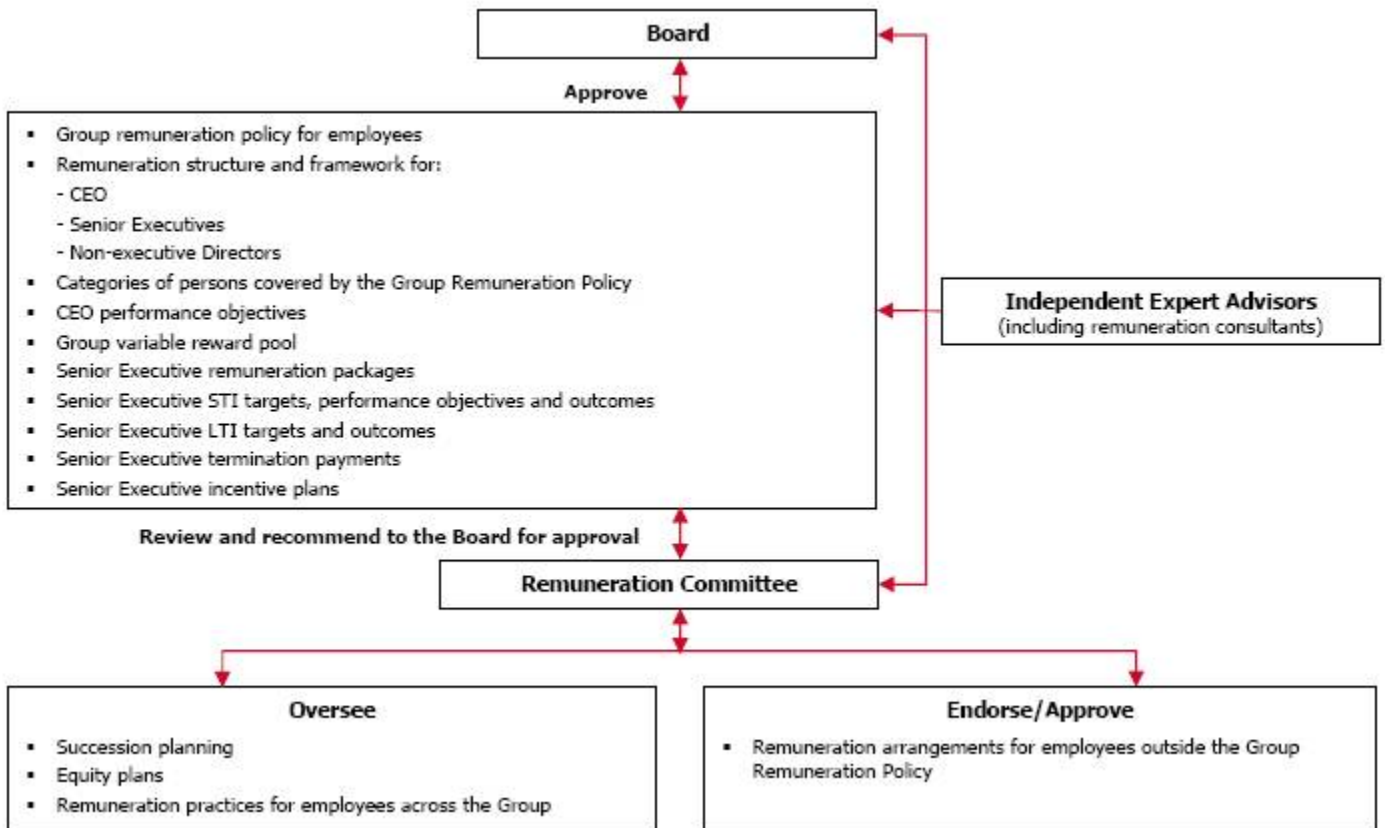 Board
Approve
▪ Group remuneration policy for employees
▪ Remuneration structure and framework for:
- CEO
- Senior Executives
- Non-executive Directors
▪ Categories of persons covered by the Group Remuneration Policy
▪ CEO performance objectives
▪ Group variable reward pool
▪ Senior Executive remuneration packages
▪ Senior Executive STI targets, performance objectives and outcomes
▪ Senior Executive LTI targets and outcomes
▪ Senior Executive termination payments
▪ Senior Executive incentive plans
Independent Expert Advisors
(including remuneration consultants)
Review and recommend to the Board for approval
Remuneration Committee
Oversee
▪ Succession planning
▪ Equity plans
▪ Remuneration practices for employees across the Group
Endorse/Approve
▪ Remuneration arrangements for employees outside the Group
Remuneration Policy